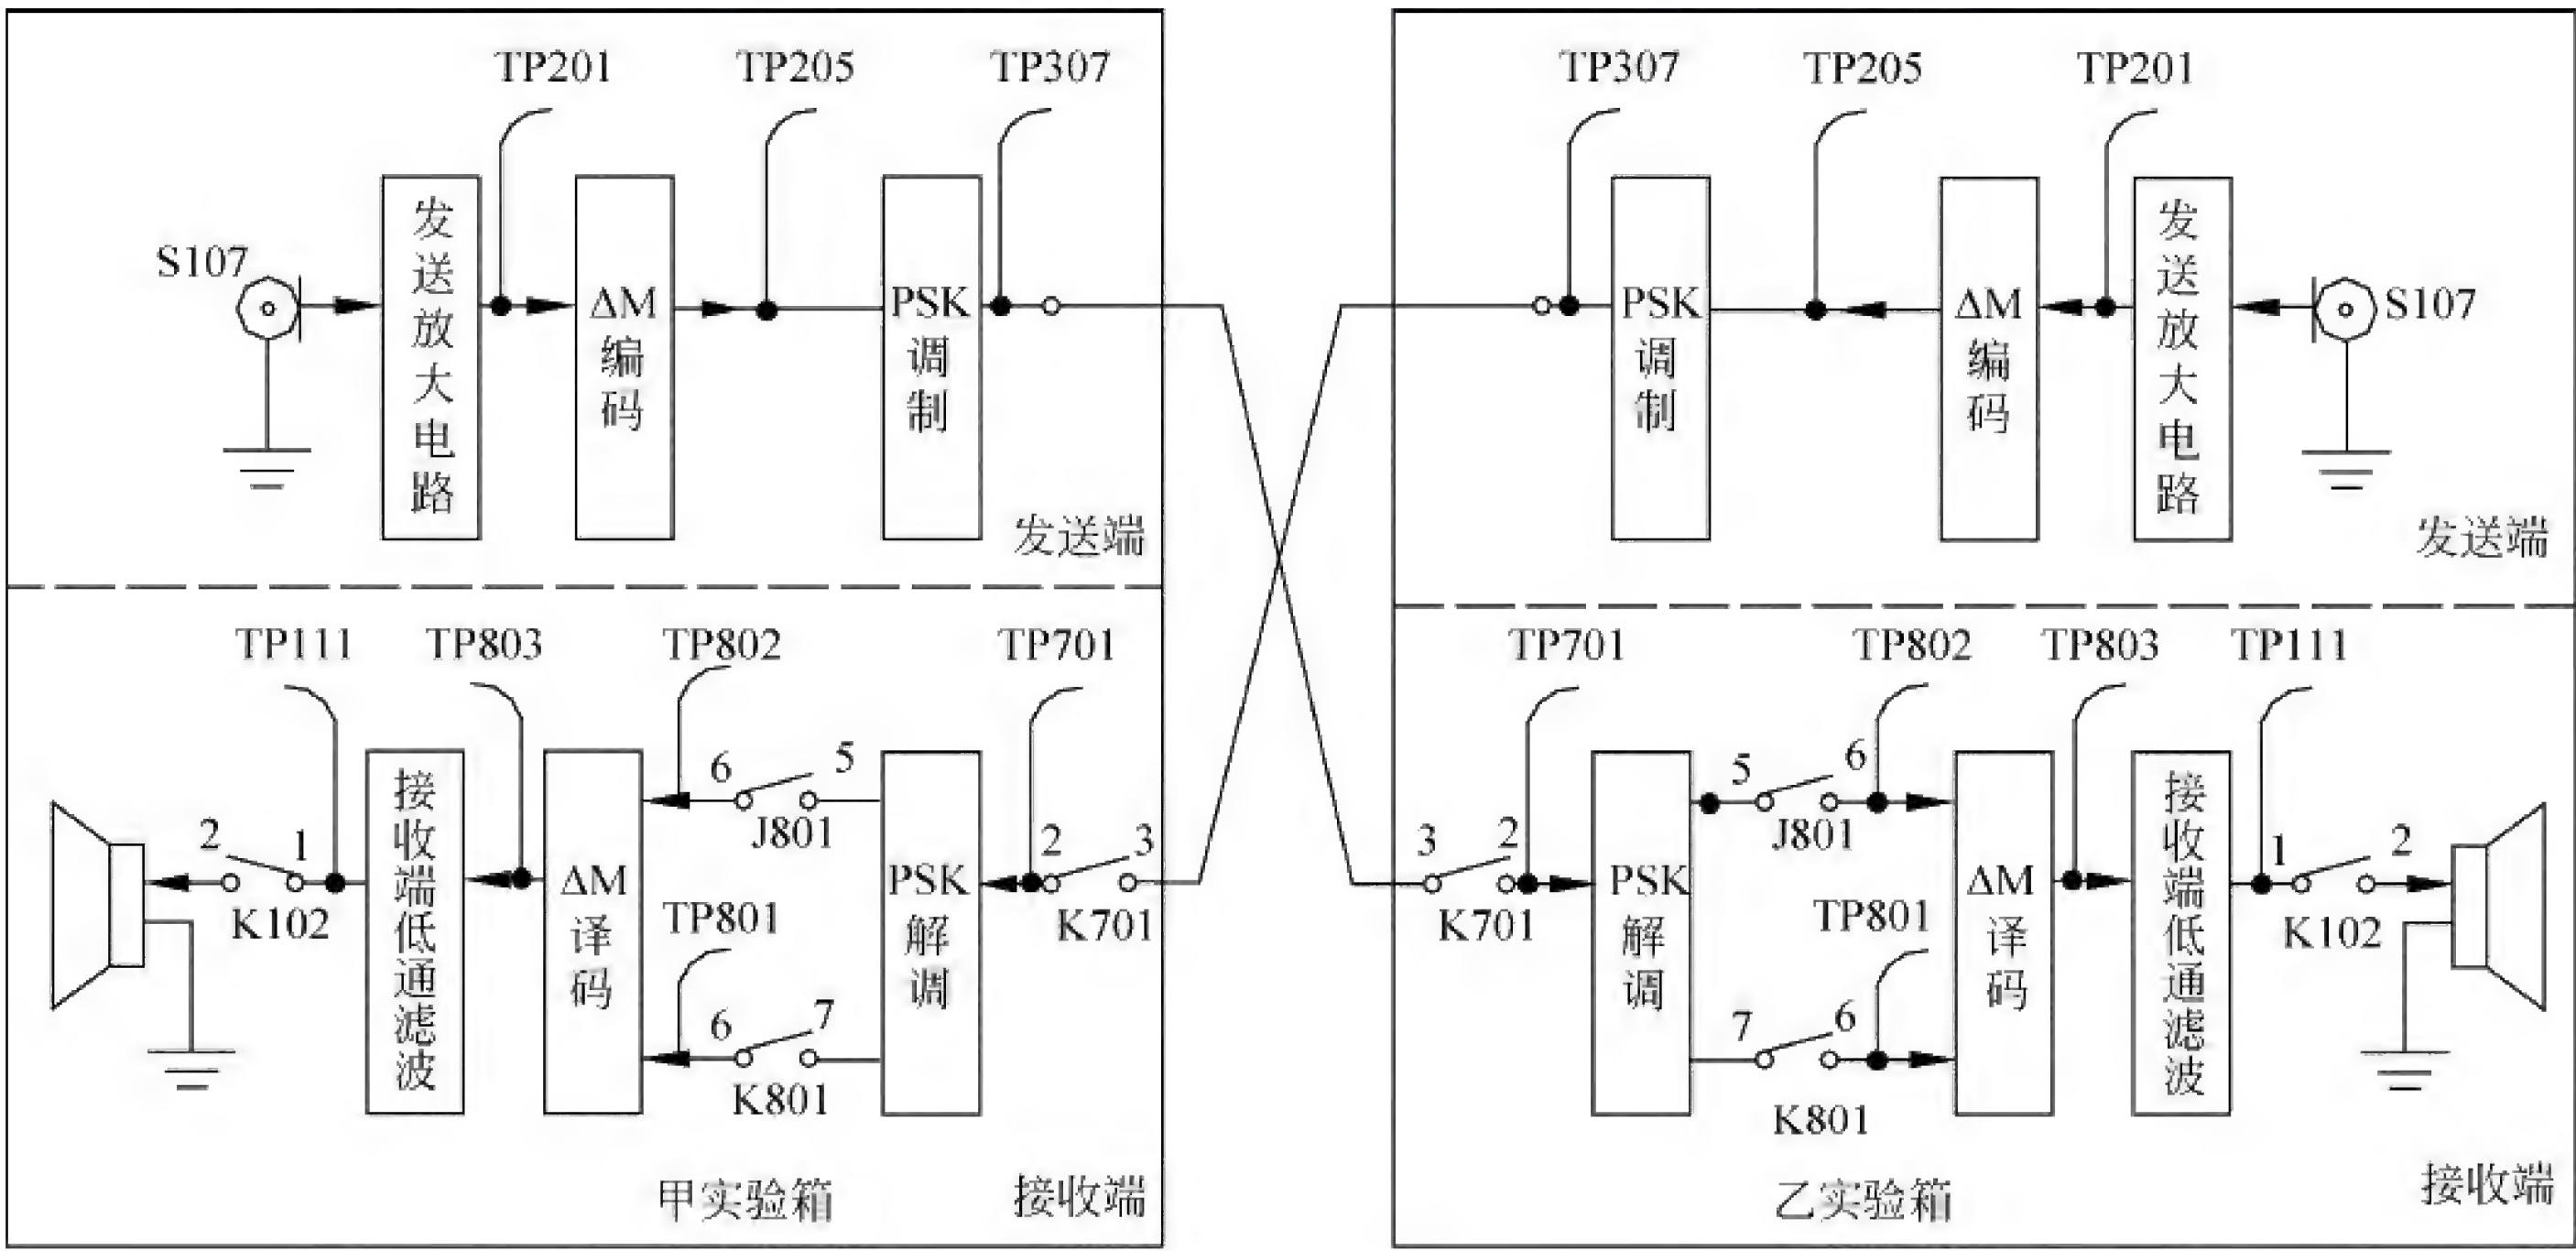 TP201
TP205
TP307
S107
发送放大电路
ΔM编码
PSK调制
发送端
TP307
TP205
TP201
PSK调制
ΔM编码
发送放大电路
S107
发送端
TP111
TP803
TP802
TP701
2
1
K102
接收端低通滤波
ΔM译码
6
5
J801
TP801
6
7
K801
PSK解调
2
3
K701
甲实验箱
接收端
TP701
TP802
TP803
TP111
3
2
K701
PSK解调
5
6
J801
TP801
7
6
K801
ΔM译码
接收端低通滤波
1
2
K102
乙实验箱
接收端